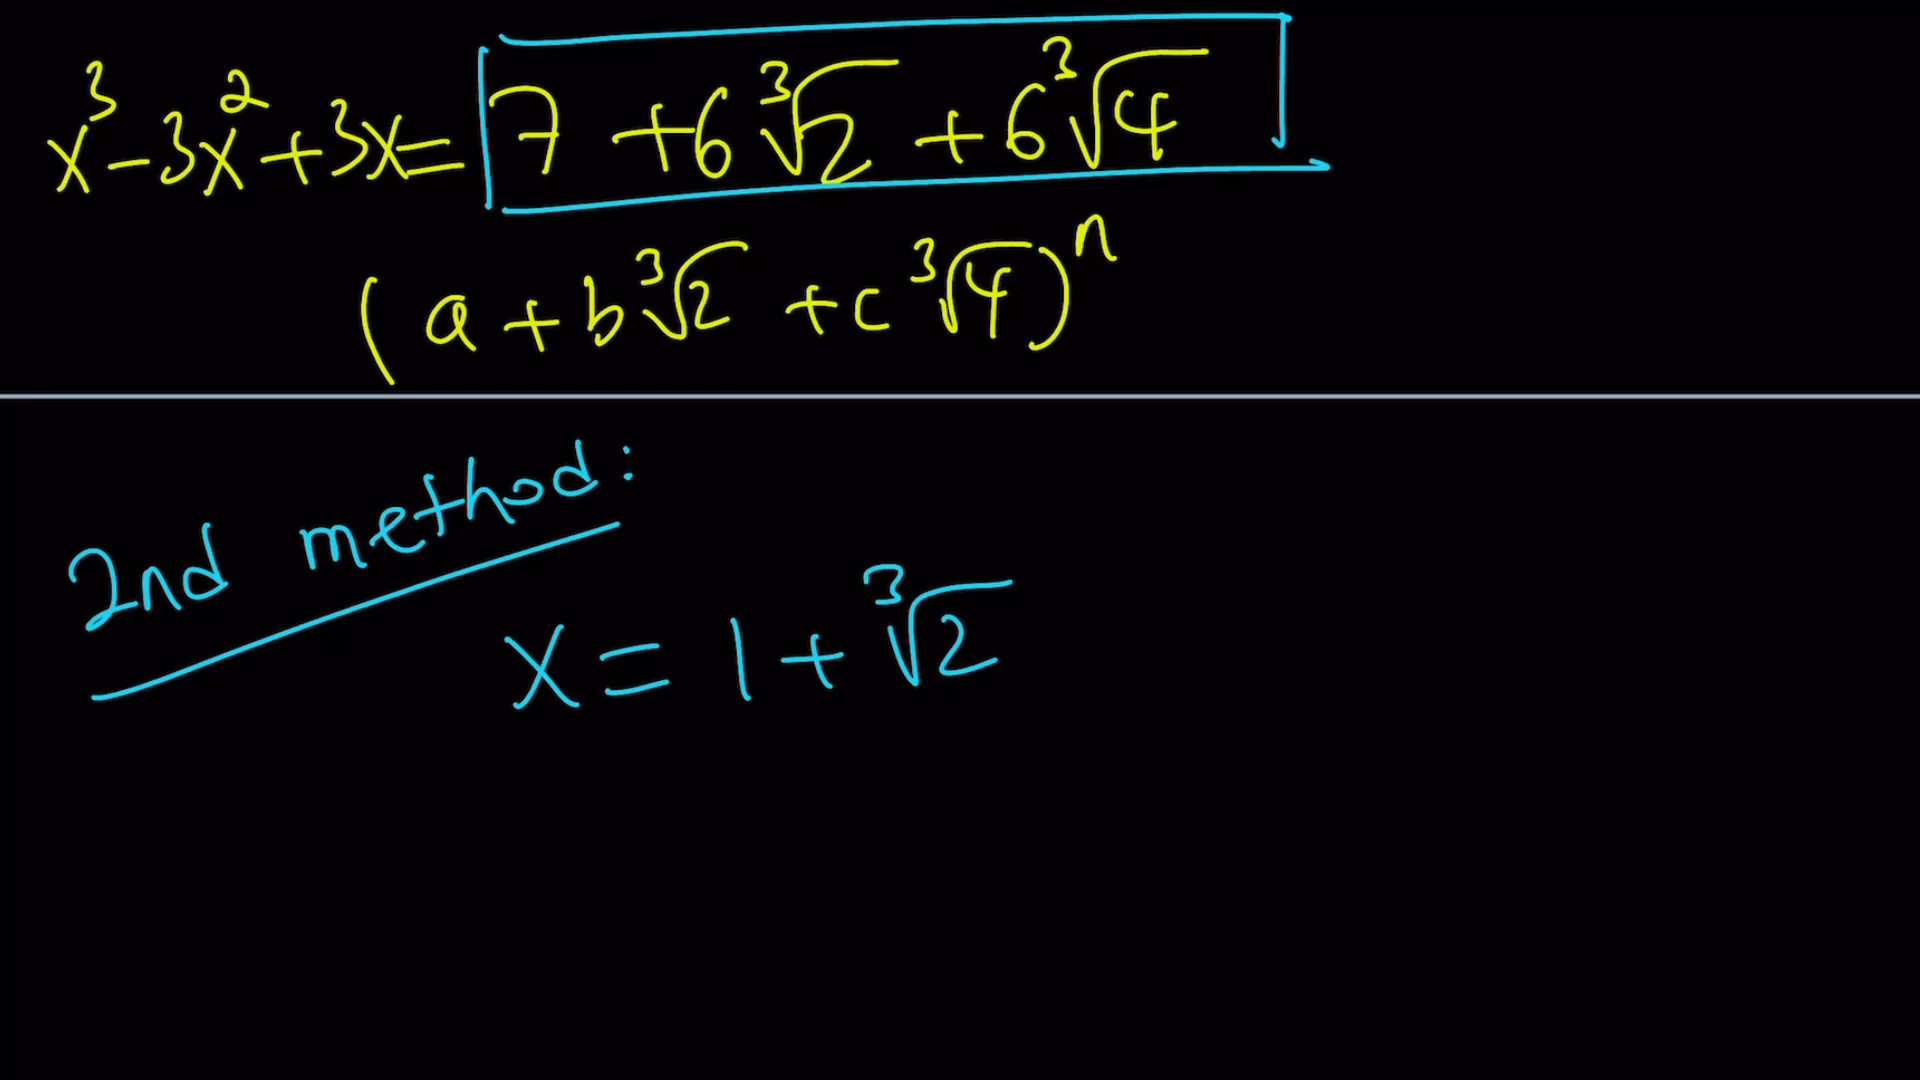 x³ - 3x² + 3x = 7 + 6∛2 + 6∛4
(a + b∛2 + c∛4)ⁿ
2nd method:
x = 1 + ∛2